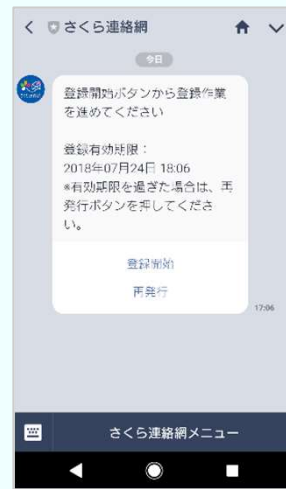 さくら連絡網
今日
登録開始ボタンから登録作業
を進めてください
登録有効期限：
2018年07月24日 18:06
*有効期限を過ぎた場合は、再
発行ボタンを押してくださ
い。
登録開始
再発行
17:06
さくら連絡網メニュー